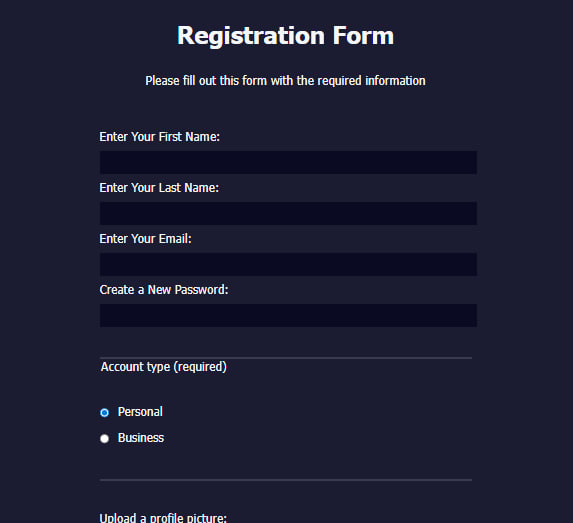 Registration Form
Please fill out this form with the required information
Enter Your First Name:
Enter Your Last Name:
Enter Your Email:
Create a New Password:
Account type (required)
Personal
Business
Upload a profile picture: